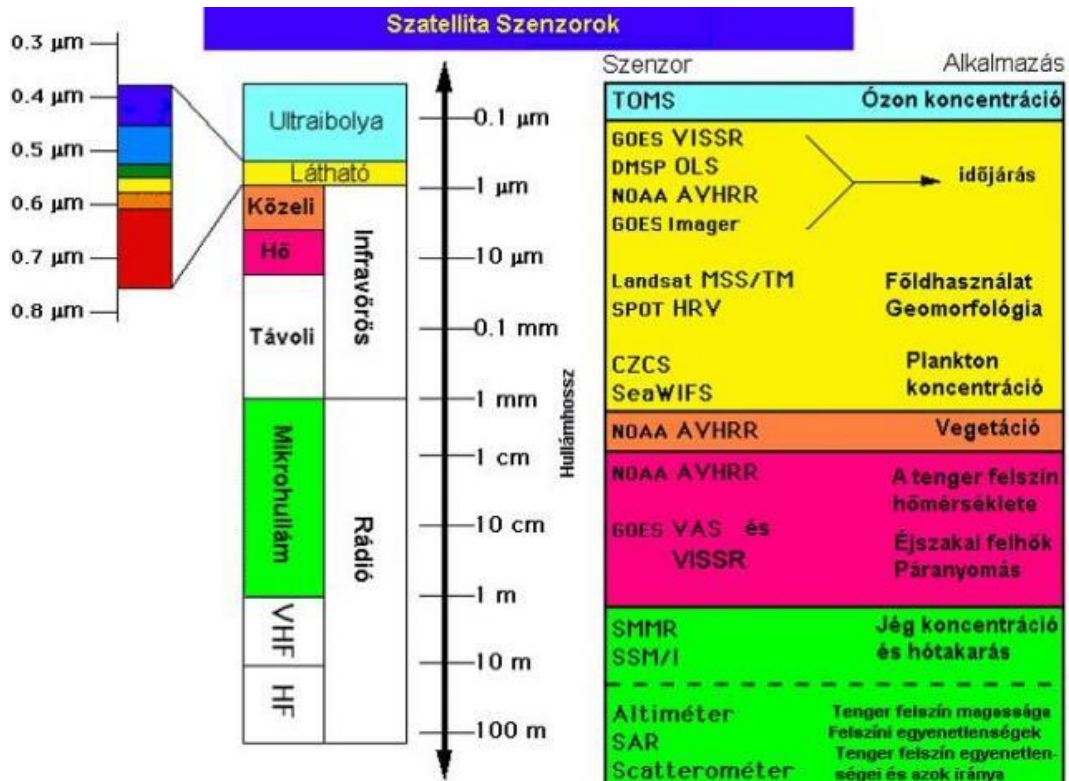 Szatellita Szenzorok
0.3 µm
0.4 µm
0.5 µm
0.6 µm
0.7 µm
0.8 µm
Ultraibolya
Látható
Közeli
Hő
Távoli
Infravörös
Mikrohullám
VHF
HF
Rádió
0.1 µm
1 µm
10 µm
0.1 mm
1 mm
1 cm
10 cm
1 m
10 m
100 m
Hullámhossz
Szenzor Alkalmazás
TOMS Ózon koncentráció
GOES VISSR
DMSP OLS
NOAA AVHRR
GOES Imager
időjárás
Landsat MSS/TM Főldhasználat
SPOT HRV Geomorfológia
CZCS Plankton
SeaWIFS koncentráció
NOAA AVHRR Vegetáció
NOAA AVHRR A tenger felszín
hőmérséklete
GOES VAS és Éjszakai felhők
VISSR Páranyomás
SMMR Jég koncentráció
SSM/I és hótakarás
Altiméter Tenger felszín magassága
SAR Felszíni egyenetlenségek
Scatterométer Tenger felszín egyenetlen-
ségei és azok iránya